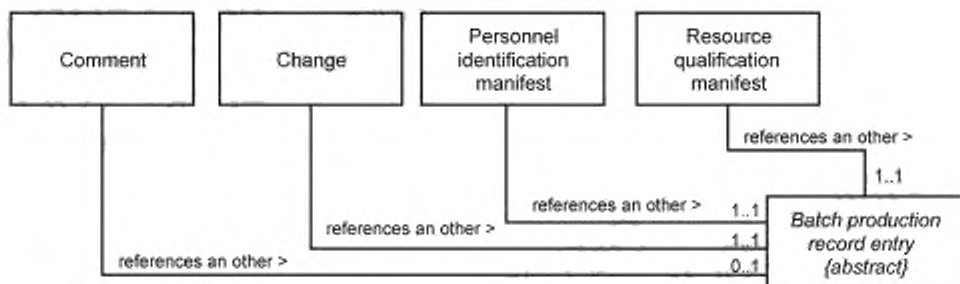 Comment
Change
Personnel
identification
manifest
Resource
qualification
manifest
references an other >
1..1
references an other >
1..1
references an other >
1..1
references an other >
0..1
Batch production
record entry
{abstract}